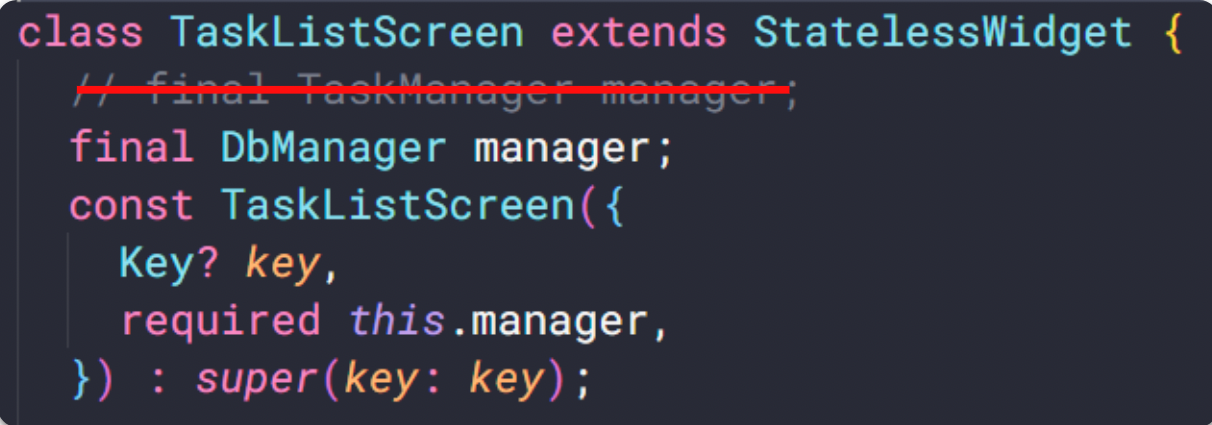 class TaskListScreen extends StatelessWidget {
// final TaskManager manager;
final DbManager manager;
const TaskListScreen({
Key? key,
required this.manager,
}) : super(key: key);